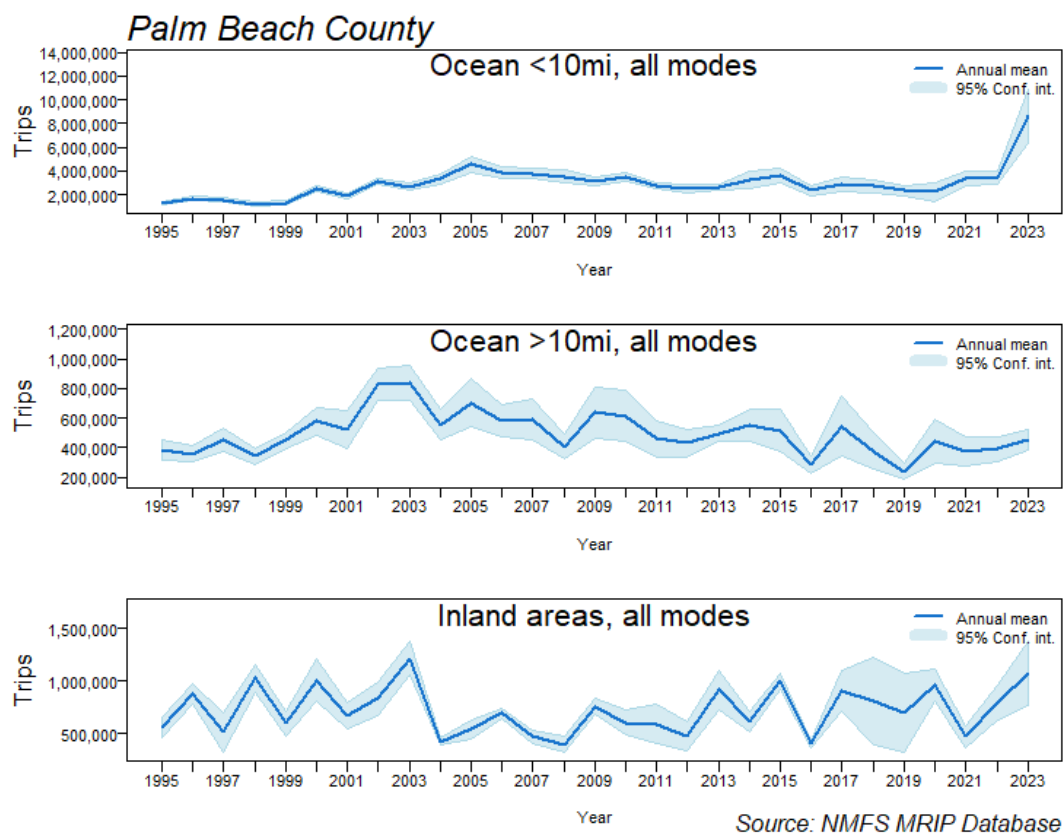 Palm Beach County
Ocean <10mi, all modes
Annual mean
95% Conf. int.
Trips
14,000,000
12,000,000
10,000,000
8,000,000
6,000,000
4,000,000
2,000,000
1995 1997 1999 2001 2003 2005 2007 2009 2011 2013 2015 2017 2019 2021 2023
Year
Ocean >10mi, all modes
Annual mean
95% Conf. int.
Trips
1,200,000
1,000,000
800,000
600,000
400,000
200,000
1995 1997 1999 2001 2003 2005 2007 2009 2011 2013 2015 2017 2019 2021 2023
Year
Inland areas, all modes
Annual mean
95% Conf. int.
Trips
1,500,000
1,000,000
500,000
1995 1997 1999 2001 2003 2005 2007 2009 2011 2013 2015 2017 2019 2021 2023
Year
Source: NMFS MRIP Database